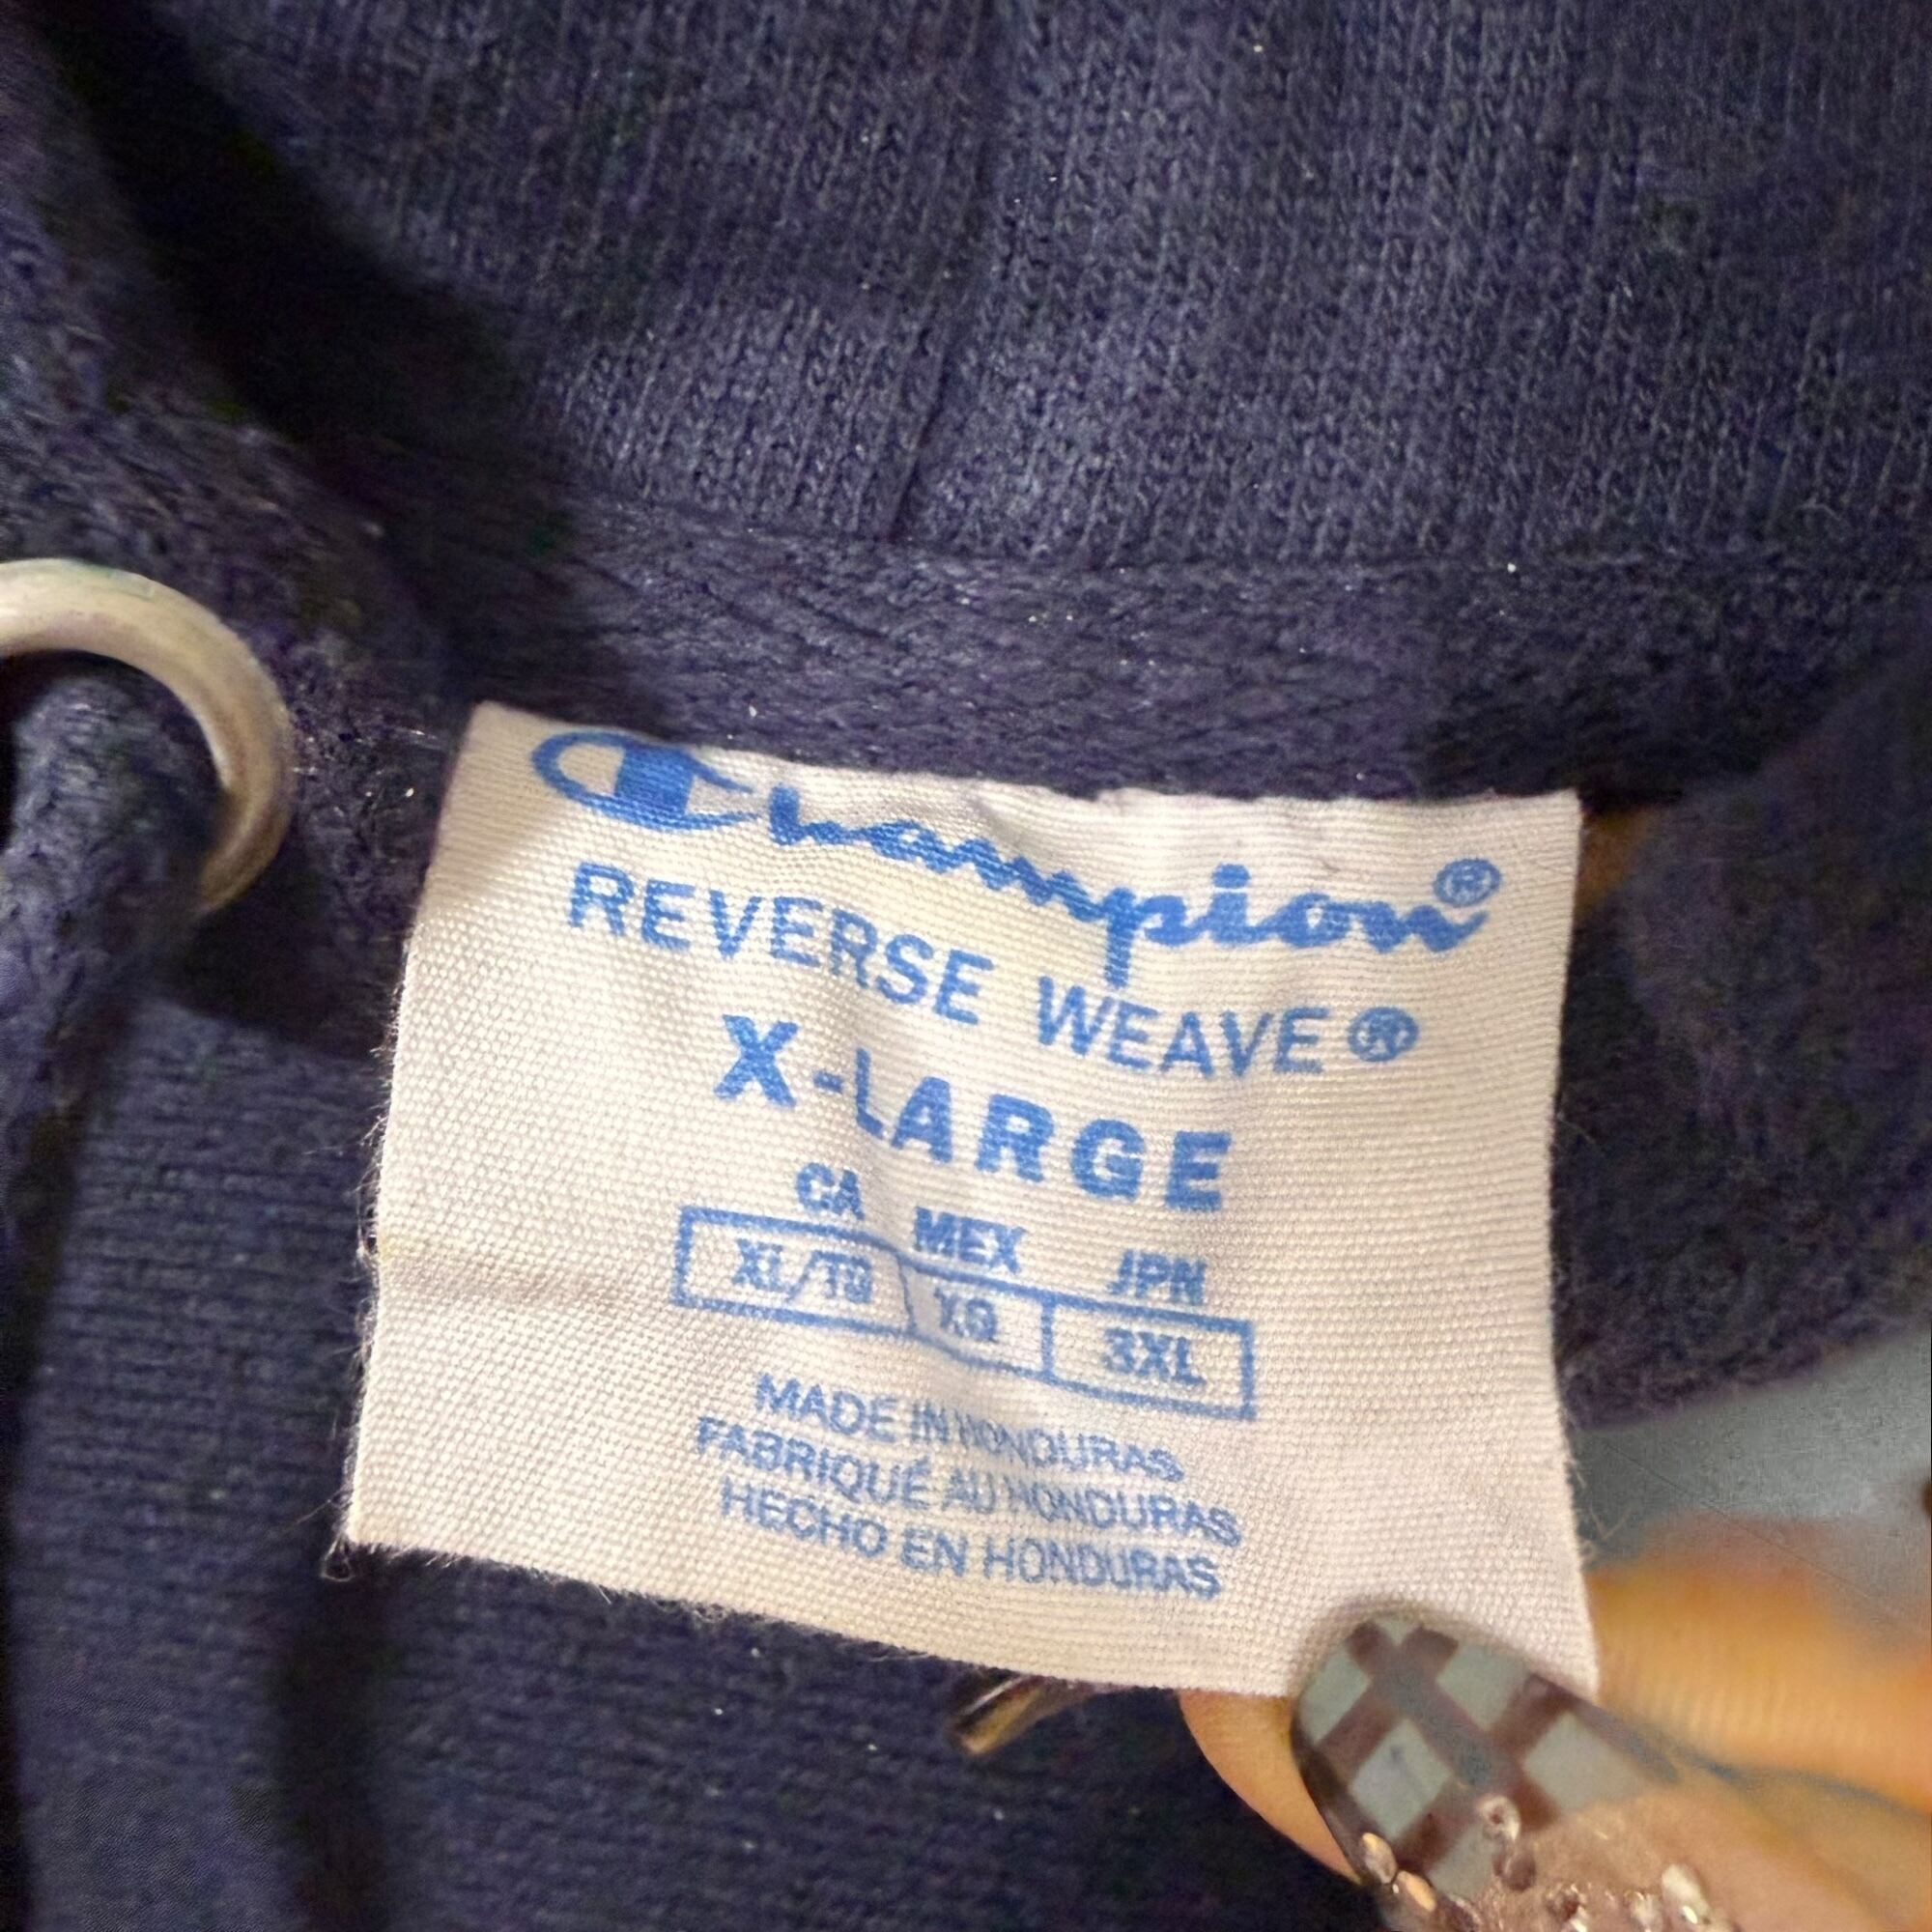 Champion®
REVERSE WEAVE®
X-LARGE
CA MEX JPN
XL/TG XG 3XL
MADE IN HONDURAS
FABRIQUÉ AU HONDURAS
HECHO EN HONDURAS